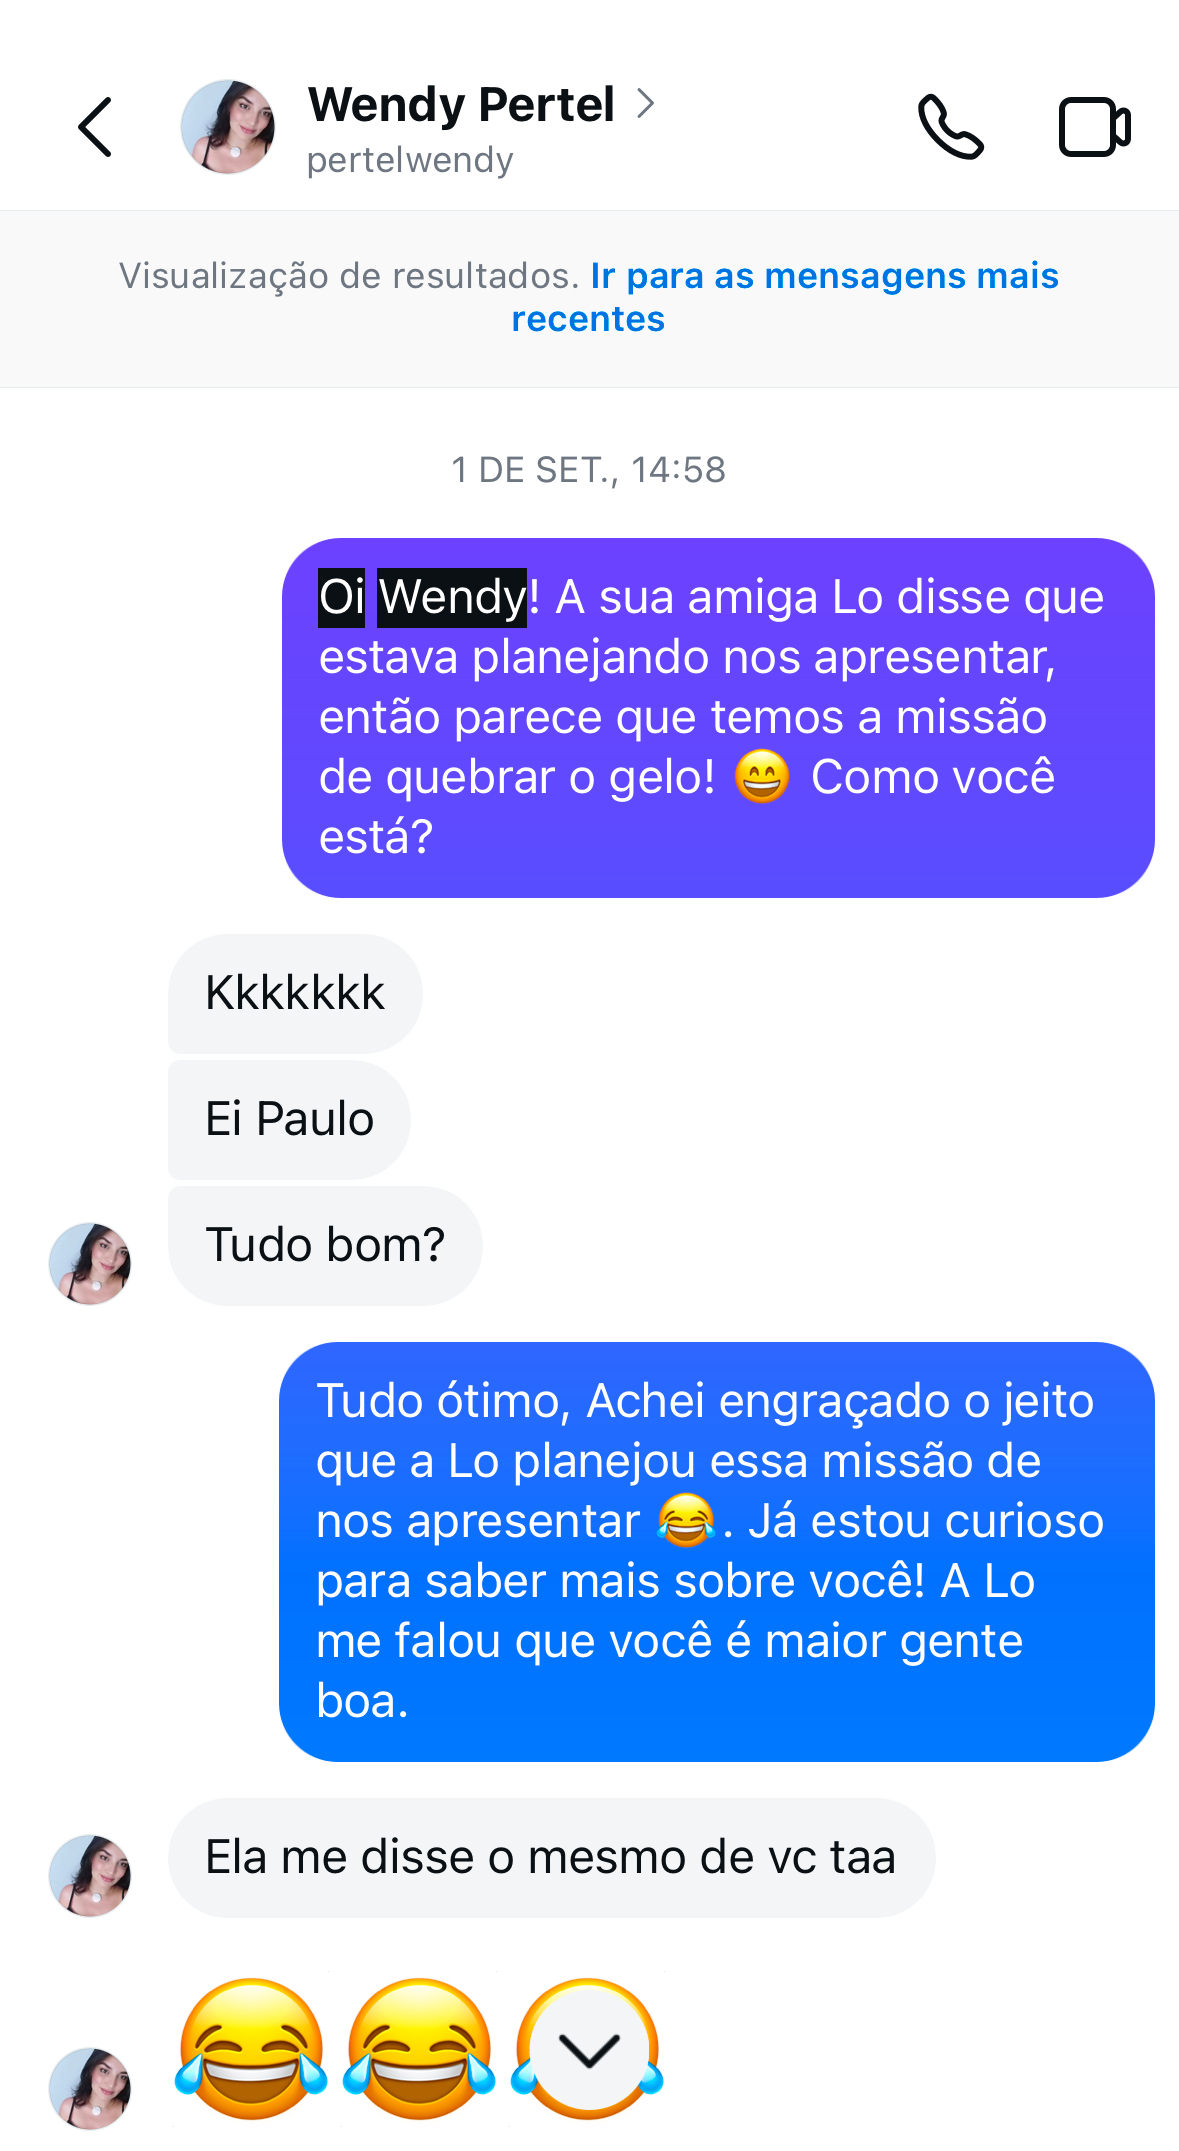 Wendy Pertel
pertelwendy
Visualização de resultados. Ir para as mensagens mais
recentes
1 DE SET., 14:58
Oi Wendy! A sua amiga Lo disse que
estava planejando nos apresentar,
então parece que temos a missão
de quebrar o gelo! 😄 Como você
está?
Kkkkkkk
Ei Paulo
Tudo bom?
Tudo ótimo, Achei engraçado o jeito
que a Lo planejou essa missão de
nos apresentar 😂. Já estou curioso
para saber mais sobre você! A Lo
me falou que você é maior gente
boa.
Ela me disse o mesmo de vc taa
😂😂😂